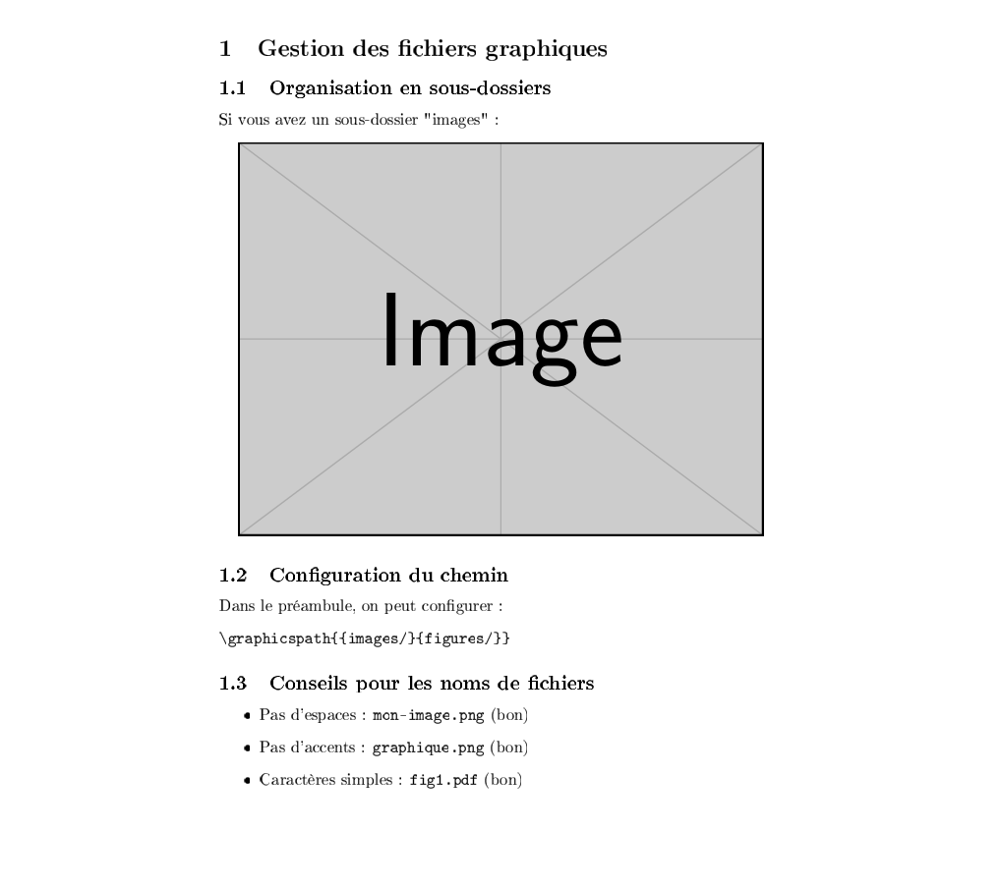 1 Gestion des fichiers graphiques
1.1 Organisation en sous-dossiers
Si vous avez un sous-dossier "images" :
Image
1.2 Configuration du chemin
Dans le préambule, on peut configurer :
\graphicspath{{images/}{figures/}}
1.3 Conseils pour les noms de fichiers
• Pas d'espaces : mon-image.png (bon)
• Pas d'accents : graphique.png (bon)
• Caractères simples : fig1.pdf (bon)